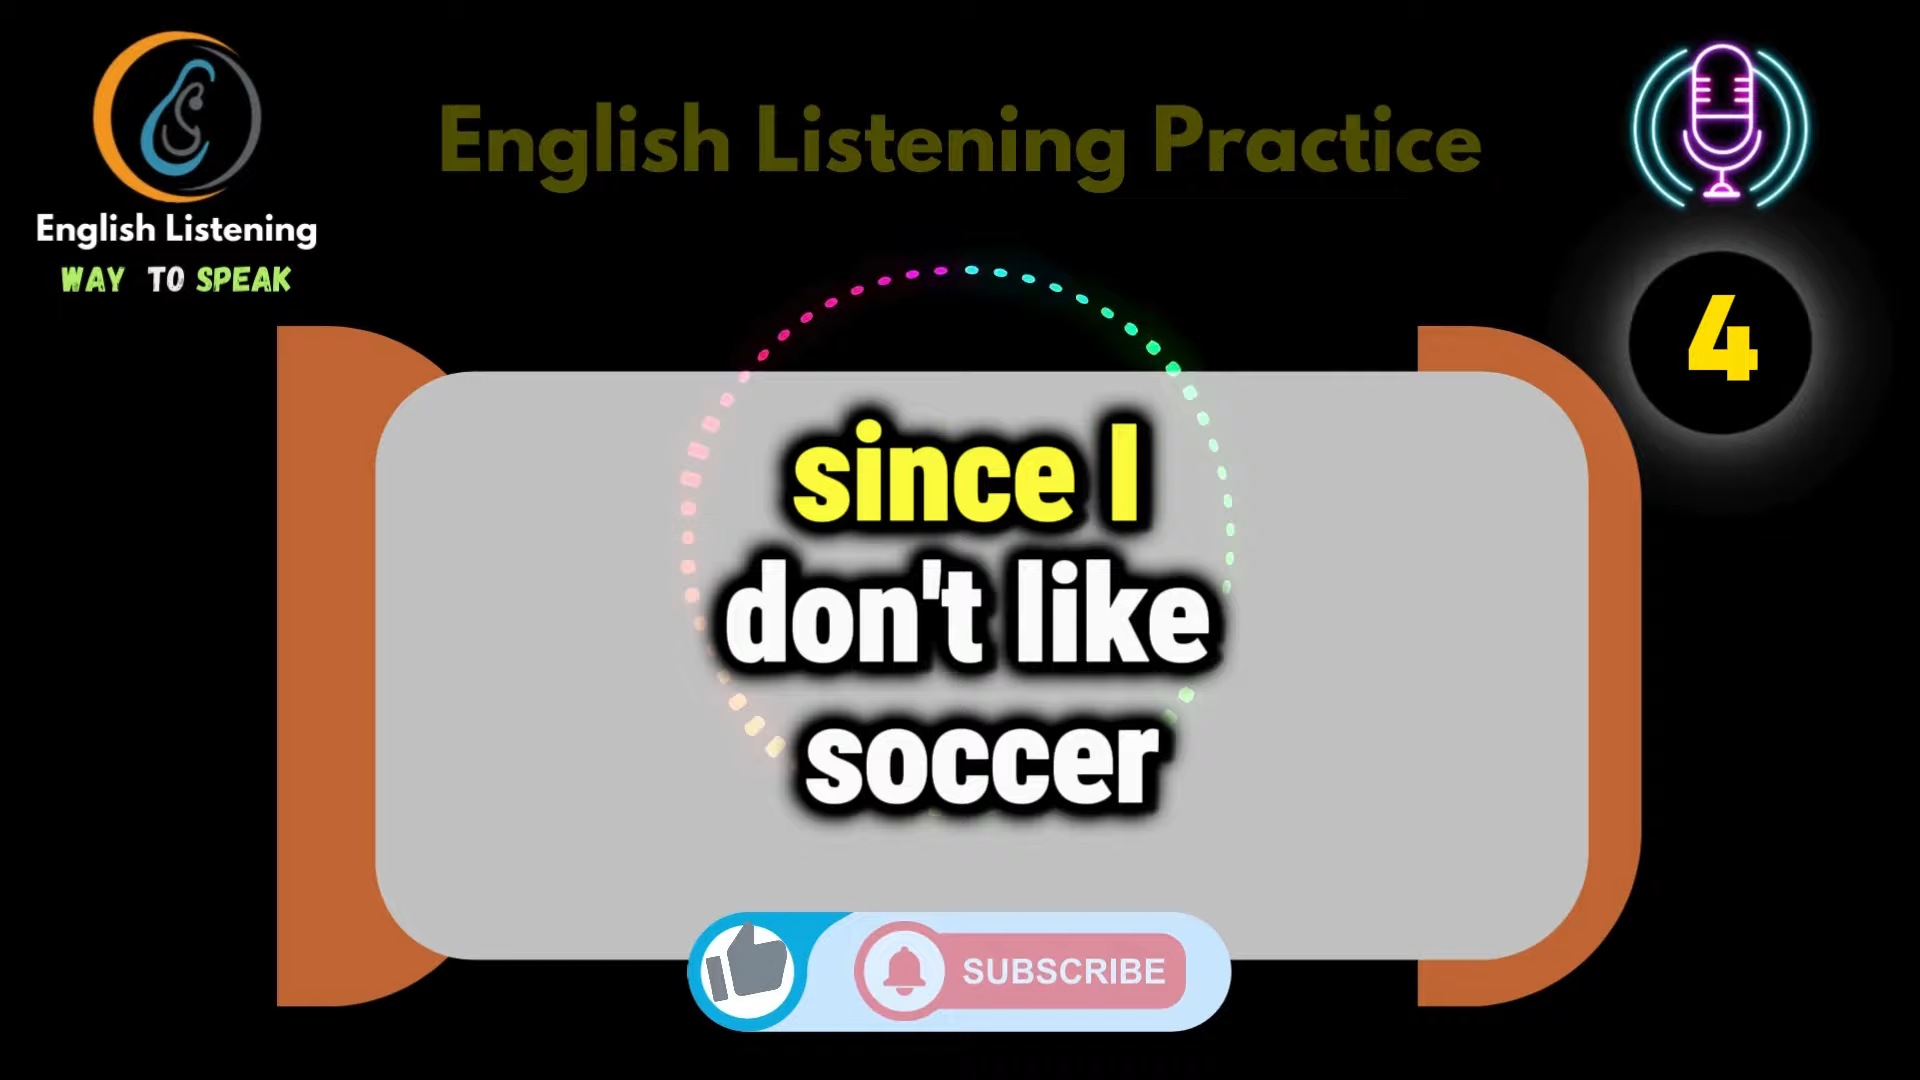 English Listening Practice
English Listening
WAY TO SPEAK
4
since I
don't like
soccer
SUBSCRIBE